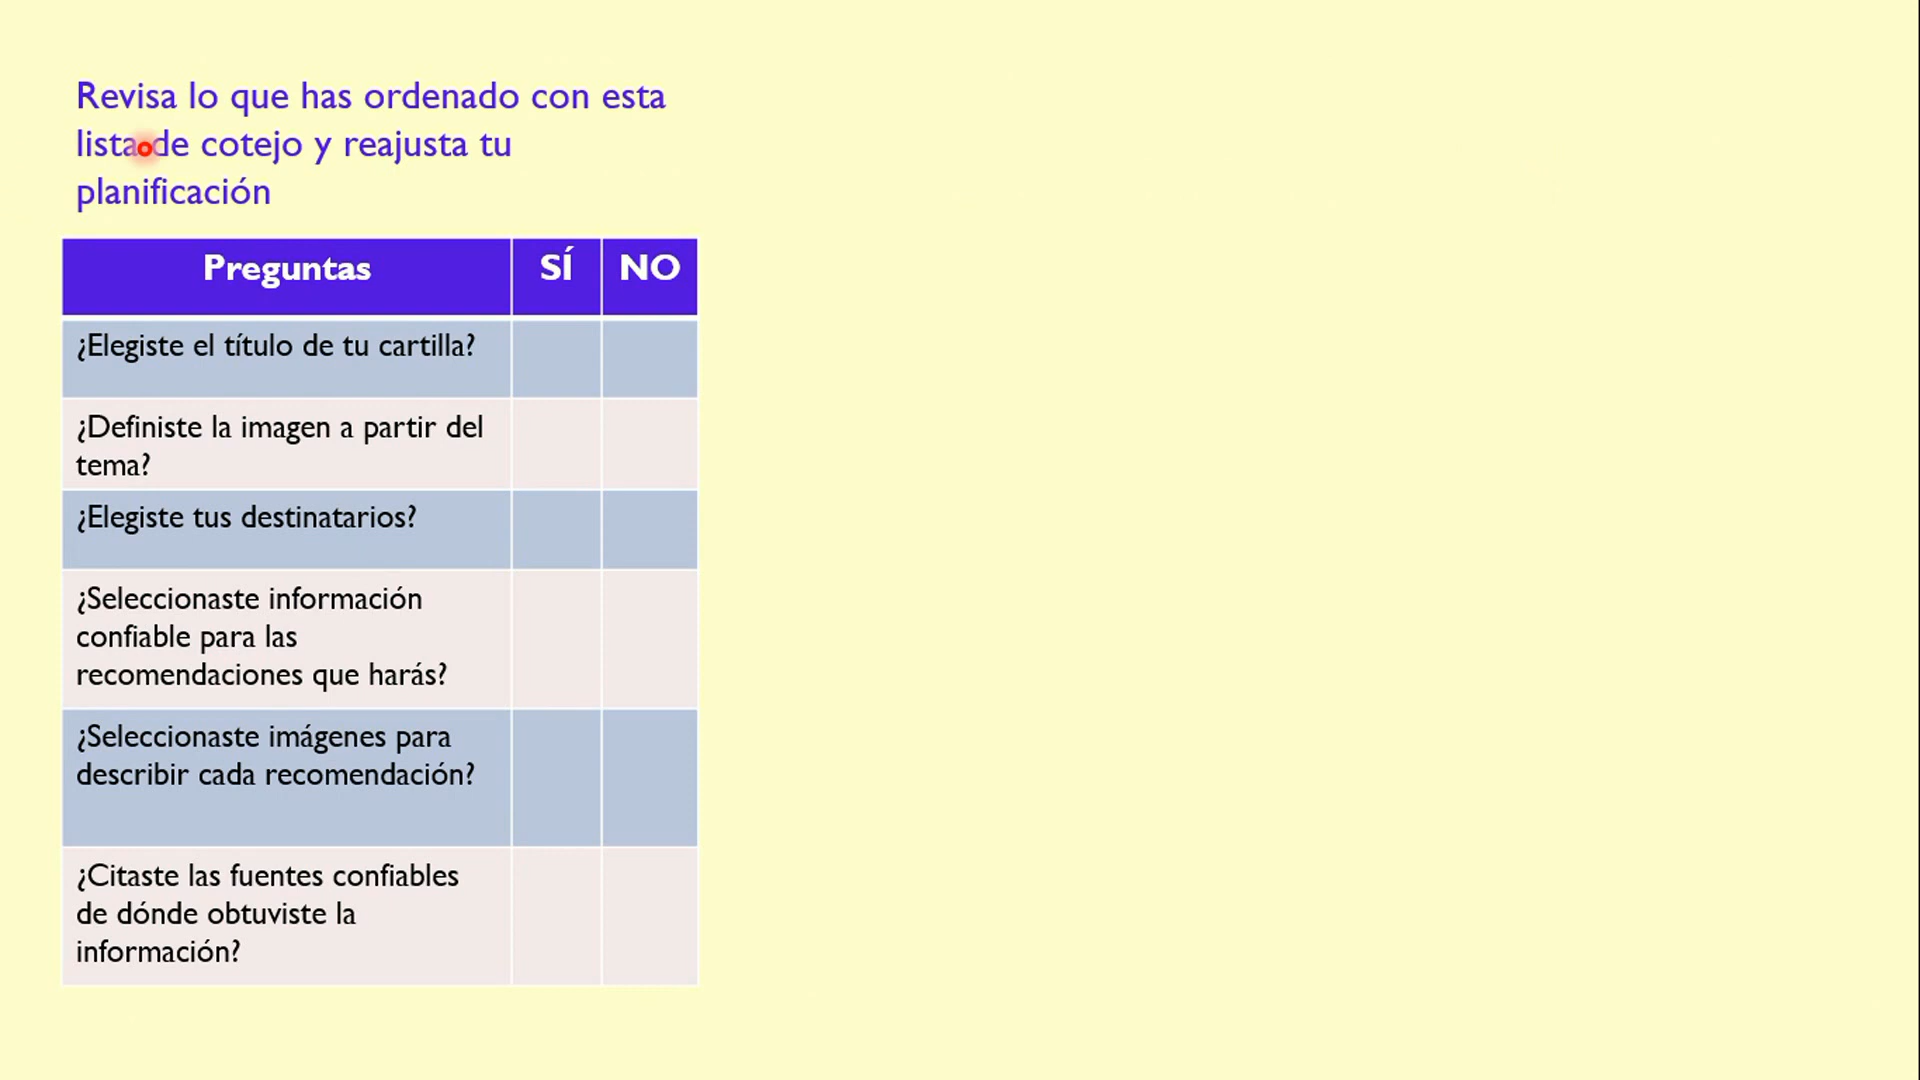 Revisa lo que has ordenado con esta
lista de cotejo y reajusta tu
planificación
Preguntas SÍ NO
¿Elegiste el título de tu cartilla?
¿Definiste la imagen a partir del
tema?
¿Elegiste tus destinatarios?
¿Seleccionaste información
confiable para las
recomendaciones que harás?
¿Seleccionaste imágenes para
describir cada recomendación?
¿Citaste las fuentes confiables
de dónde obtuviste la
información?